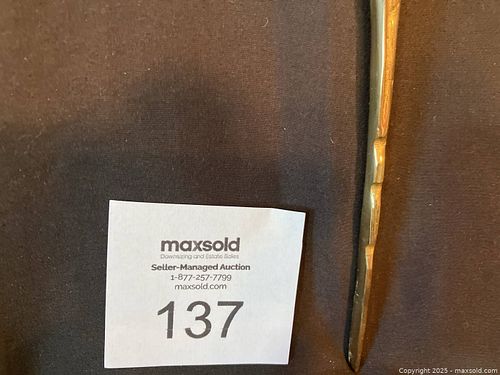 maxsold
Downsizing and Estate Sales
Seller-Managed Auction
1-877-257-7799
maxsold.com
137
Copyright 2025 - maxsold.com